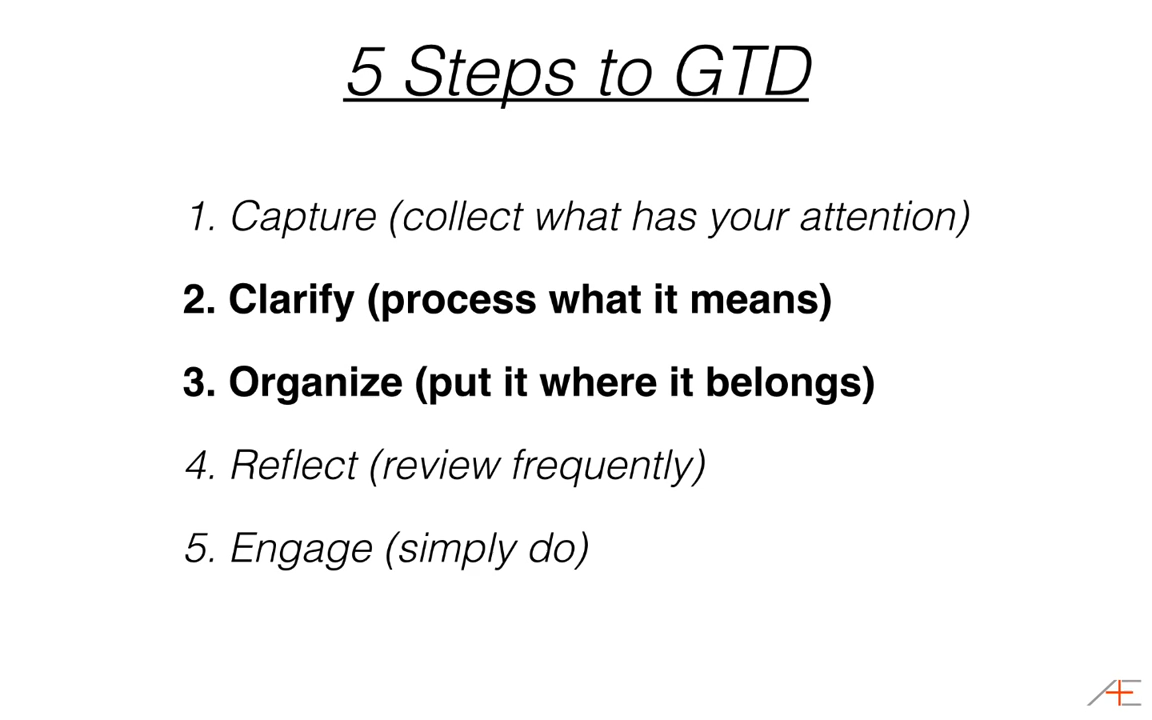 5 Steps to GTD
1. Capture (collect what has your attention)
2. Clarify (process what it means)
3. Organize (put it where it belongs)
4. Reflect (review frequently)
5. Engage (simply do)
AE